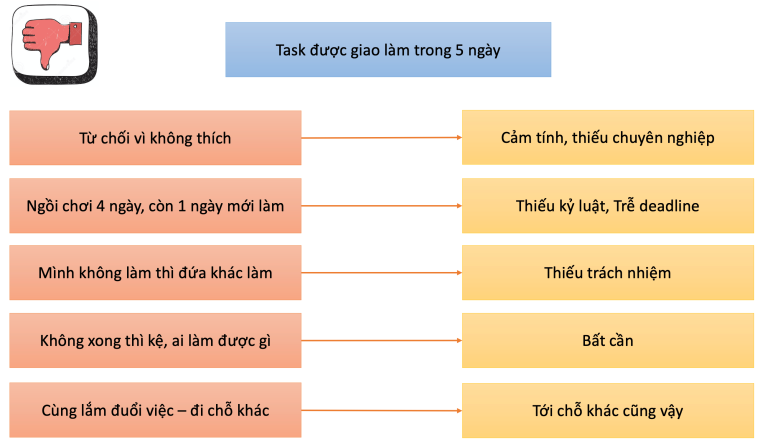 Task được giao làm trong 5 ngày
Từ chối vì không thích
Cảm tính, thiếu chuyên nghiệp
Ngồi chơi 4 ngày, còn 1 ngày mới làm
Thiếu kỷ luật, Trễ deadline
Mình không làm thì đứa khác làm
Thiếu trách nhiệm
Không xong thì kệ, ai làm được gì
Bất cần
Cùng lắm đuổi việc – đi chỗ khác
Tới chỗ khác cũng vậy